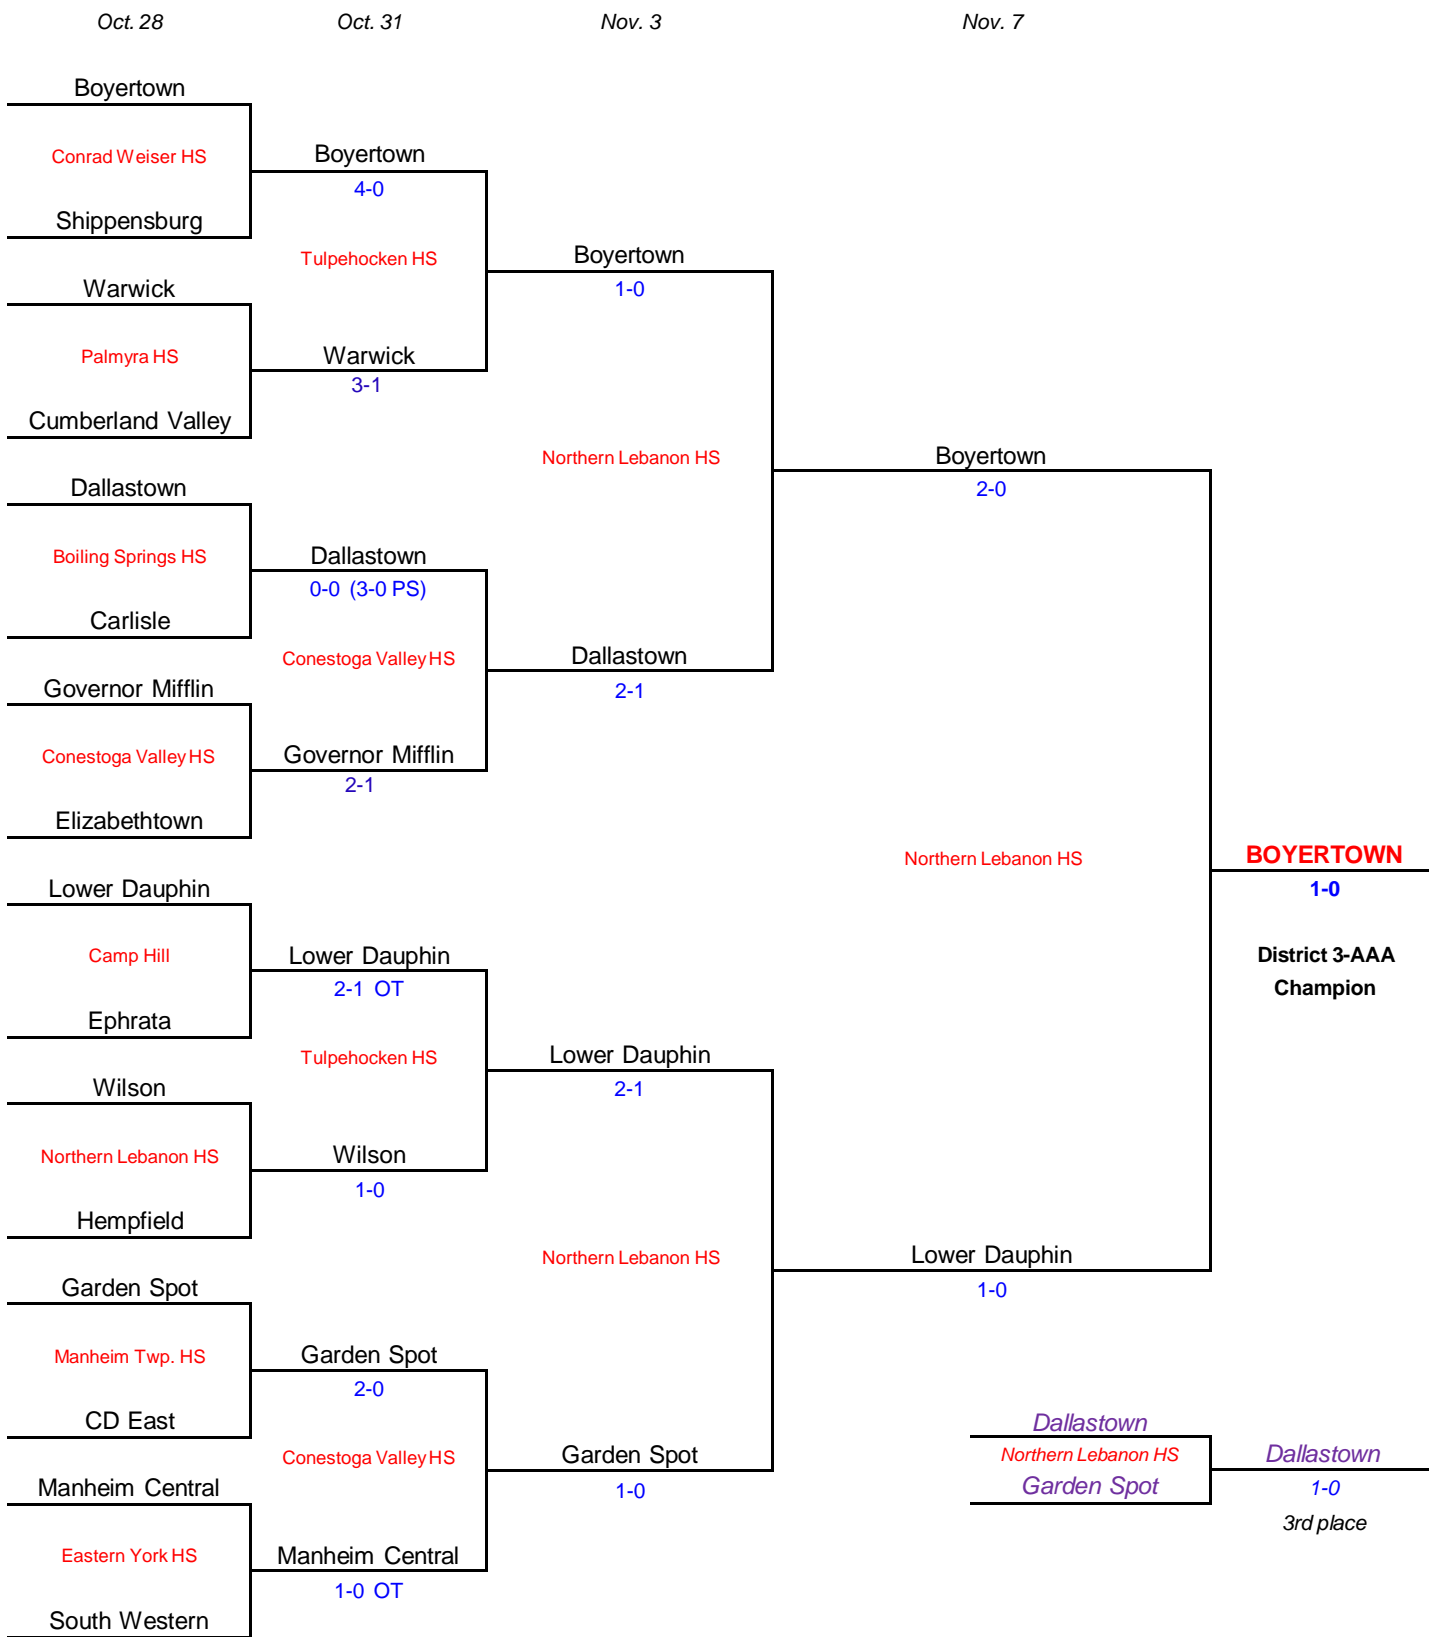 Oct. 28 Oct. 31 Nov. 3 Nov. 7
Boyertown
Conrad Weiser HS
Boyertown
4-0
Shippensburg
Tulpehocken HS
Boyertown
1-0
Warwick
Palmyra HS
Warwick
3-1
Cumberland Valley
Northern Lebanon HS
Boyertown
2-0
Dallastown
Boiling Springs HS
Dallastown
0-0 (3-0 PS)
Carlisle
Conestoga Valley HS
Dallastown
2-1
Governor Mifflin
Conestoga Valley HS
Governor Mifflin
2-1
Elizabethtown
Northern Lebanon HS
BOYERTOWN
1-0
District 3-AAA
Champion
Lower Dauphin
Camp Hill
Lower Dauphin
2-1 OT
Ephrata
Tulpehocken HS
Lower Dauphin
2-1
Wilson
Northern Lebanon HS
Wilson
1-0
Hempfield
Northern Lebanon HS
Lower Dauphin
1-0
Garden Spot
Manheim Twp. HS
Garden Spot
2-0
CD East
Conestoga Valley HS
Garden Spot
1-0
Manheim Central
Eastern York HS
Manheim Central
1-0 OT
South Western
Dallastown
Northern Lebanon HS
Garden Spot
Dallastown
1-0
3rd place